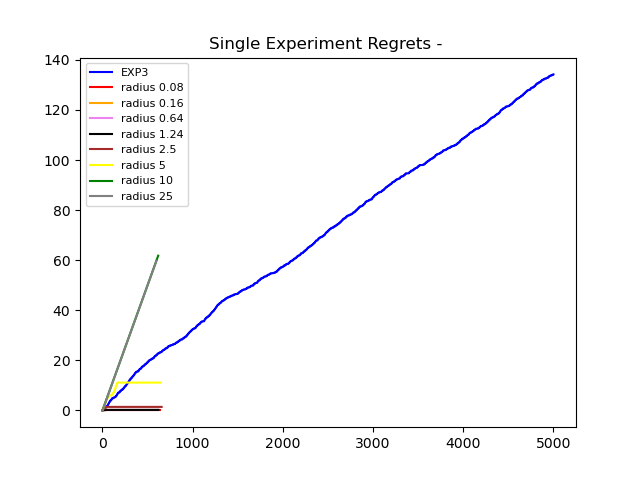 Single Experiment Regrets -
140
120
100
80
60
40
20
0
EXP3
radius 0.08
radius 0.16
radius 0.64
radius 1.24
radius 2.5
radius 5
radius 10
radius 25
0 1000 2000 3000 4000 5000